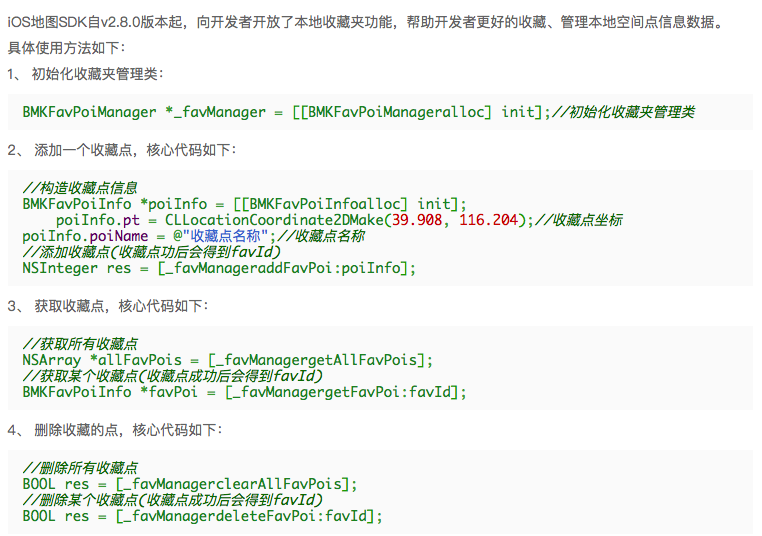 iOS地图SDK自v2.8.0版本起，向开发者开放了本地收藏夹功能，帮助开发者更好的收藏、管理本地空间点信息数据。
具体使用方法如下：
1、 初始化收藏夹管理类：
BMKFavPoiManager *_favManager = [[BMKFavPoiManageralloc] init];//初始化收藏夹管理类
2、 添加一个收藏点，核心代码如下：
//构造收藏点信息
BMKFavPoiInfo *poiInfo = [[BMKFavPoiInfoalloc] init];
poiInfo.pt = CLLocationCoordinate2DMake(39.908, 116.204);//收藏点坐标
poiInfo.poiName = @"收藏点名称";//收藏点名称
//添加收藏点(收藏点功后会得到favId)
NSInteger res = [_favManageraddFavPoi:poiInfo];
3、 获取收藏点，核心代码如下：
//获取所有收藏点
NSArray *allFavPois = [_favManagergetAllFavPois];
//获取某个收藏点(收藏点成功后会得到favId)
BMKFavPoiInfo *favPoi = [_favManagergetFavPoi:favId];
4、 删除收藏的点，核心代码如下：
//删除所有收藏点
BOOL res = [_favManagerclearAllFavPois];
//删除某个收藏点(收藏点成功后会得到favId)
BOOL res = [_favManagerdeleteFavPoi:favId];